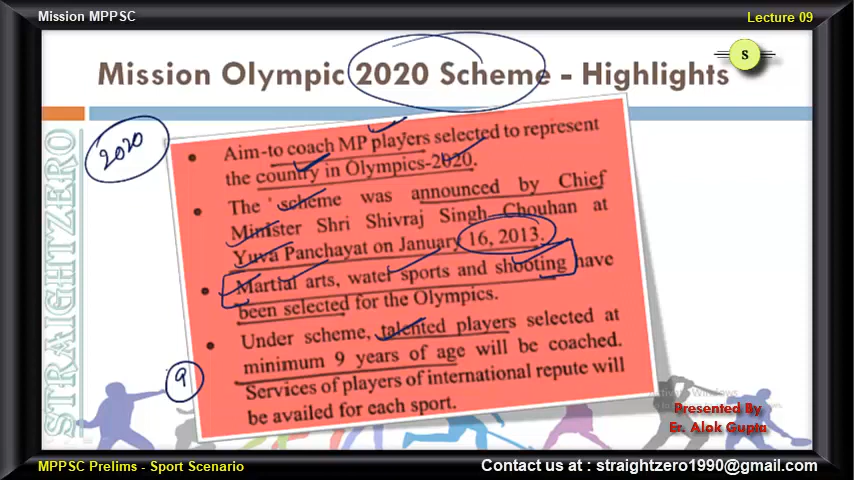 Mission MPPSC
Lecture 09
S
Mission Olympic 2020 Scheme - Highlights
2020
STRAIGHTZERO
• Aim-to coach MP players selected to represent
the country in Olympics-2020.
• The scheme was announced by Chief
Minister Shri Shivraj Singh Chouhan at
Yuva Panchayat on January 16, 2013.
• Martial arts, water sports and shooting have
been selected for the Olympics.
• Under scheme, talented players selected at
minimum 9 years of age will be coached.
Services of players of international repute will
be availed for each sport.
9
Windows
Presented By
Er. Alok Gupta
MPPSC Prelims - Sport Scenario
Contact us at : straightzero1990@gmail.com